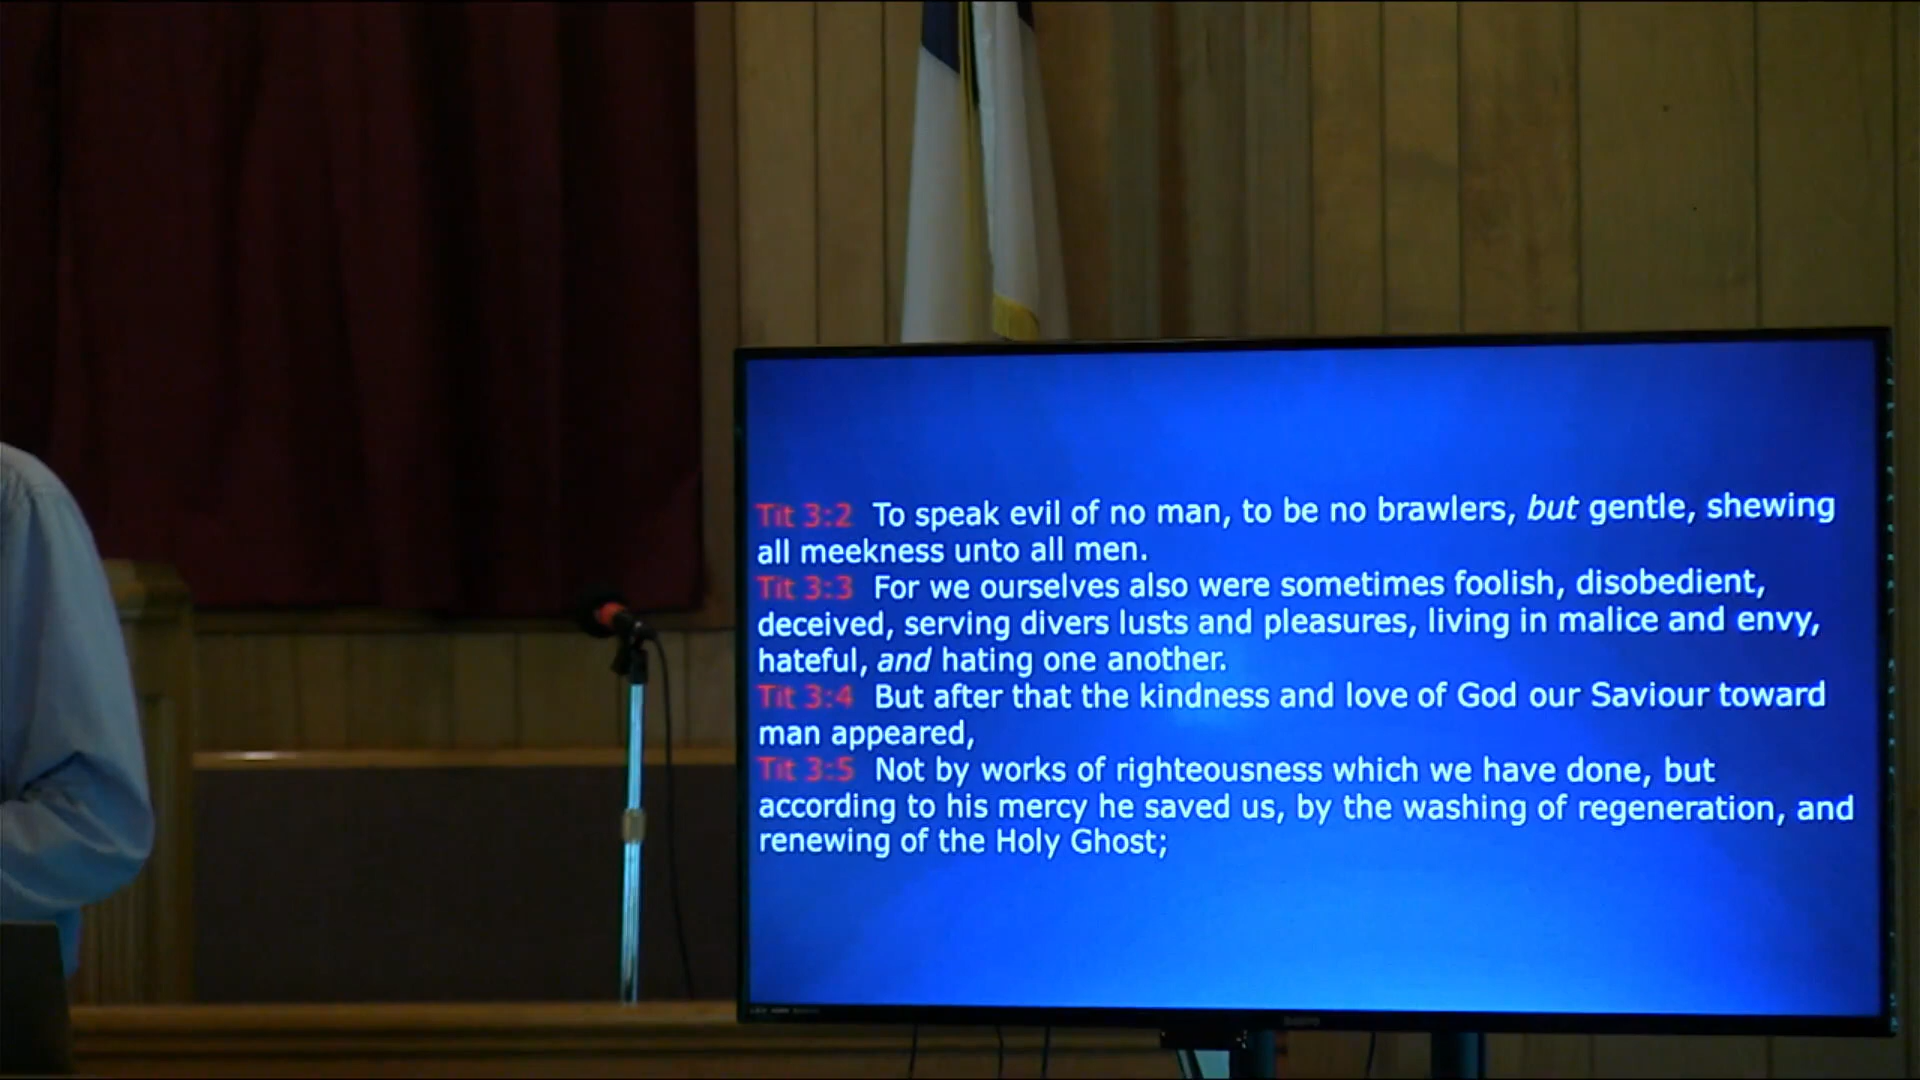 Tit 3:2 To speak evil of no man, to be no brawlers, but gentle, shewing
all meekness unto all men.
Tit 3:3 For we ourselves also were sometimes foolish, disobedient,
deceived, serving divers lusts and pleasures, living in malice and envy,
hateful, and hating one another.
Tit 3:4 But after that the kindness and love of God our Saviour toward
man appeared,
Tit 3:5 Not by works of righteousness which we have done, but
according to his mercy he saved us, by the washing of regeneration, and
renewing of the Holy Ghost;